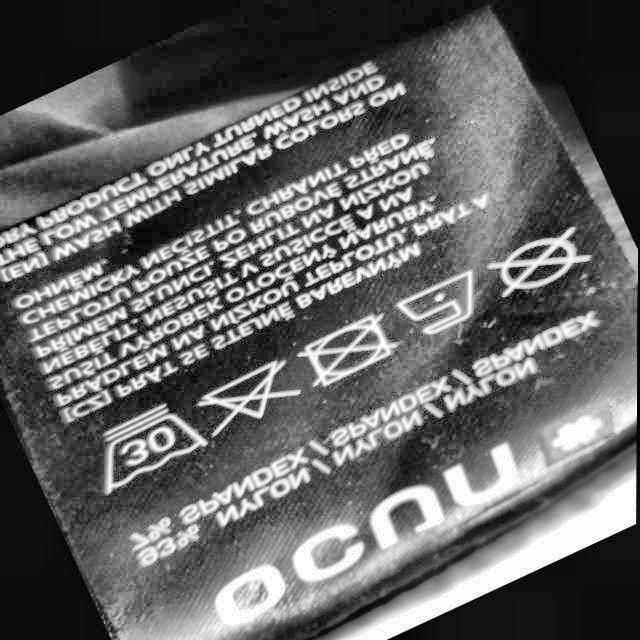 ocun
93% NYLON / NYLON / NYLON
7% SPANDEX / SPANDEX / SPANDEX
30
(CZ) PRÁT SE STEJNĚ BAREVNÝM
PRÁDLEM NA NÍZKOU TEPLOTU. PRÁT A
SUŠIT VÝROBEK OTOČENÝ NARUBY.
NEBĚLIT. NESUŠIT V SUŠIČCE A NA
PŘÍMÉM SLUNCI. ŽEHLIT NA NÍZKOU
TEPLOTU POUZE PO RUBOVÉ STRANĚ.
CHEMICKY NEČISTIT. CHRÁNIT PŘED
OHNĚM.
(EN) WASH WITH SIMILAR COLORS ON
THE LOW TEMPERATURE. WASH AND
PRODUCT ONLY TURNED INSIDE